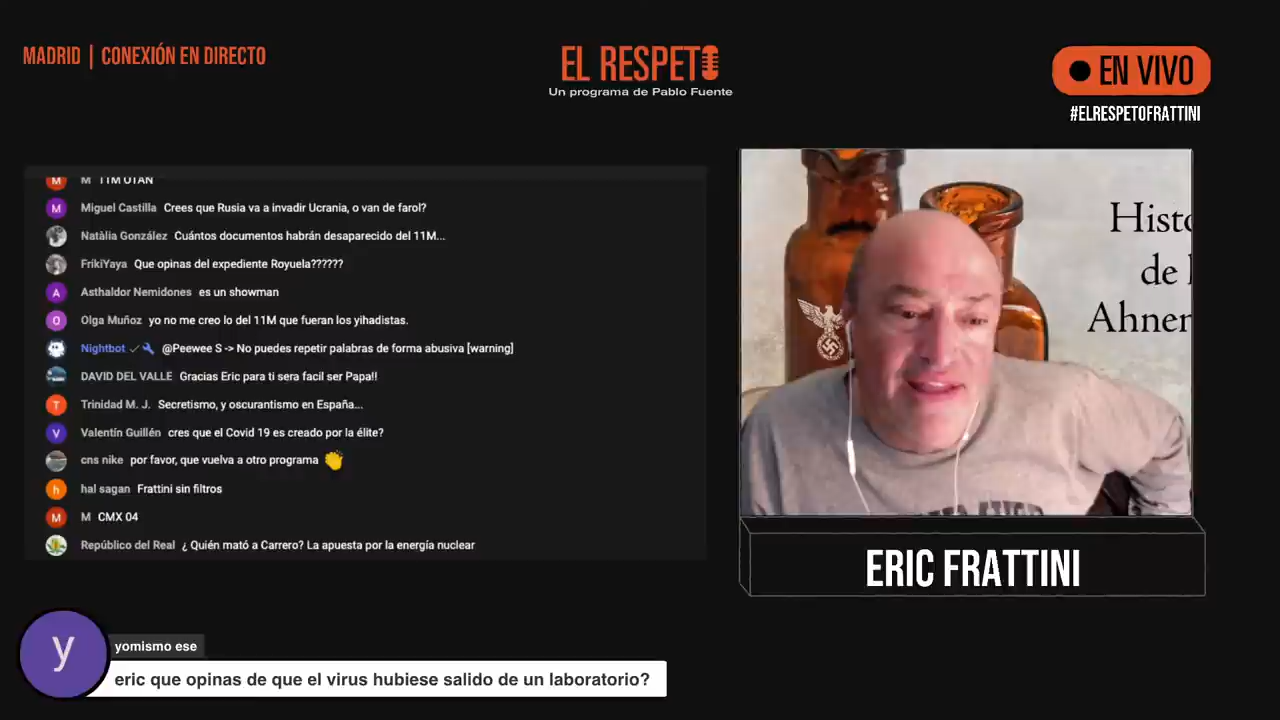 MADRID | CONEXIÓN EN DIRECTO
EL RESPETO
Un programa de Pablo Fuente
EN VIVO
#ELRESPETOFRATTINI
M M 11M OTAN
M Miguel Castilla Crees que Rusia va a invadir Ucrania, o van de farol?
Natàlia González Cuántos documentos habrán desaparecido del 11M...
FrikiYaya Que opinas del expediente Royuela??????
A Asthaldor Nemidones es un showman
O Olga Muñoz yo no me creo lo del 11M que fueran los yihadistas.
Nightbot @Peewee S -> No puedes repetir palabras de forma abusiva [warning]
DAVID DEL VALLE Gracias Eric para ti sera facil ser Papa!!
T Trinidad M. J. Secretismo, y oscurantismo en España...
V Valentín Guillén cres que el Covid 19 es creado por la élite?
cns nike por favor, que vuelva a otro programa 👏
h hal sagan Frattini sin filtros
M M CMX 04
Repúblico del Real ¿ Quién mató a Carrero? La apuesta por la energía nuclear
de
ERIC FRATTINI
y
yomismo ese
eric que opinas de que el virus hubiese salido de un laboratorio?